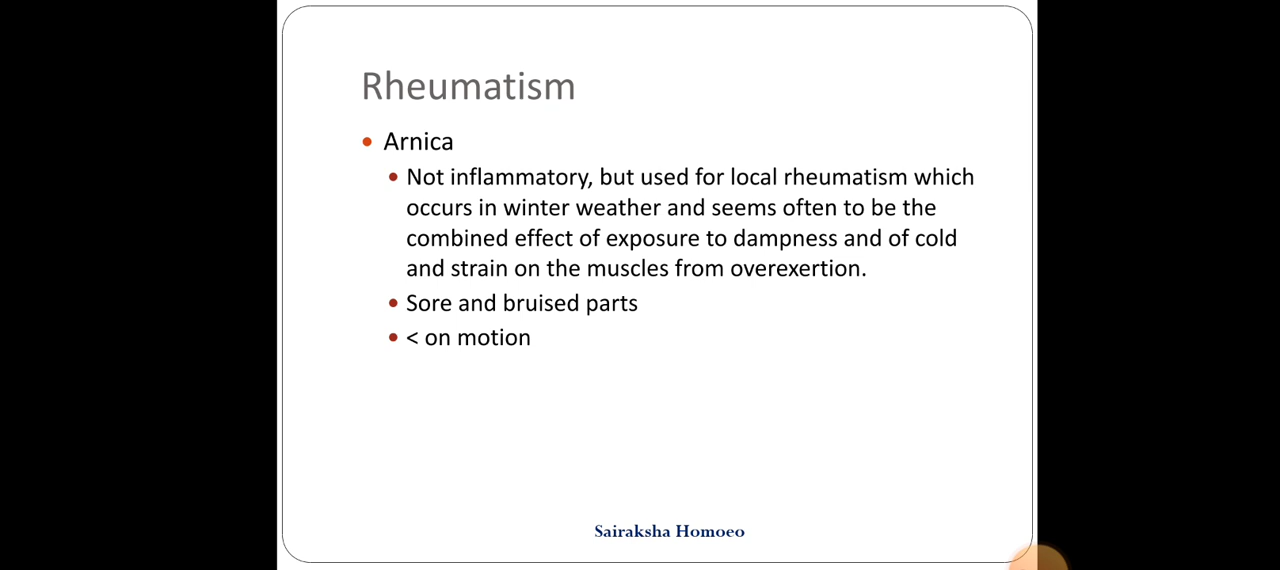 Rheumatism
• Arnica
• Not inflammatory, but used for local rheumatism which
occurs in winter weather and seems often to be the
combined effect of exposure to dampness and of cold
and strain on the muscles from overexertion.
• Sore and bruised parts
• < on motion
Sairaksha Homoeo